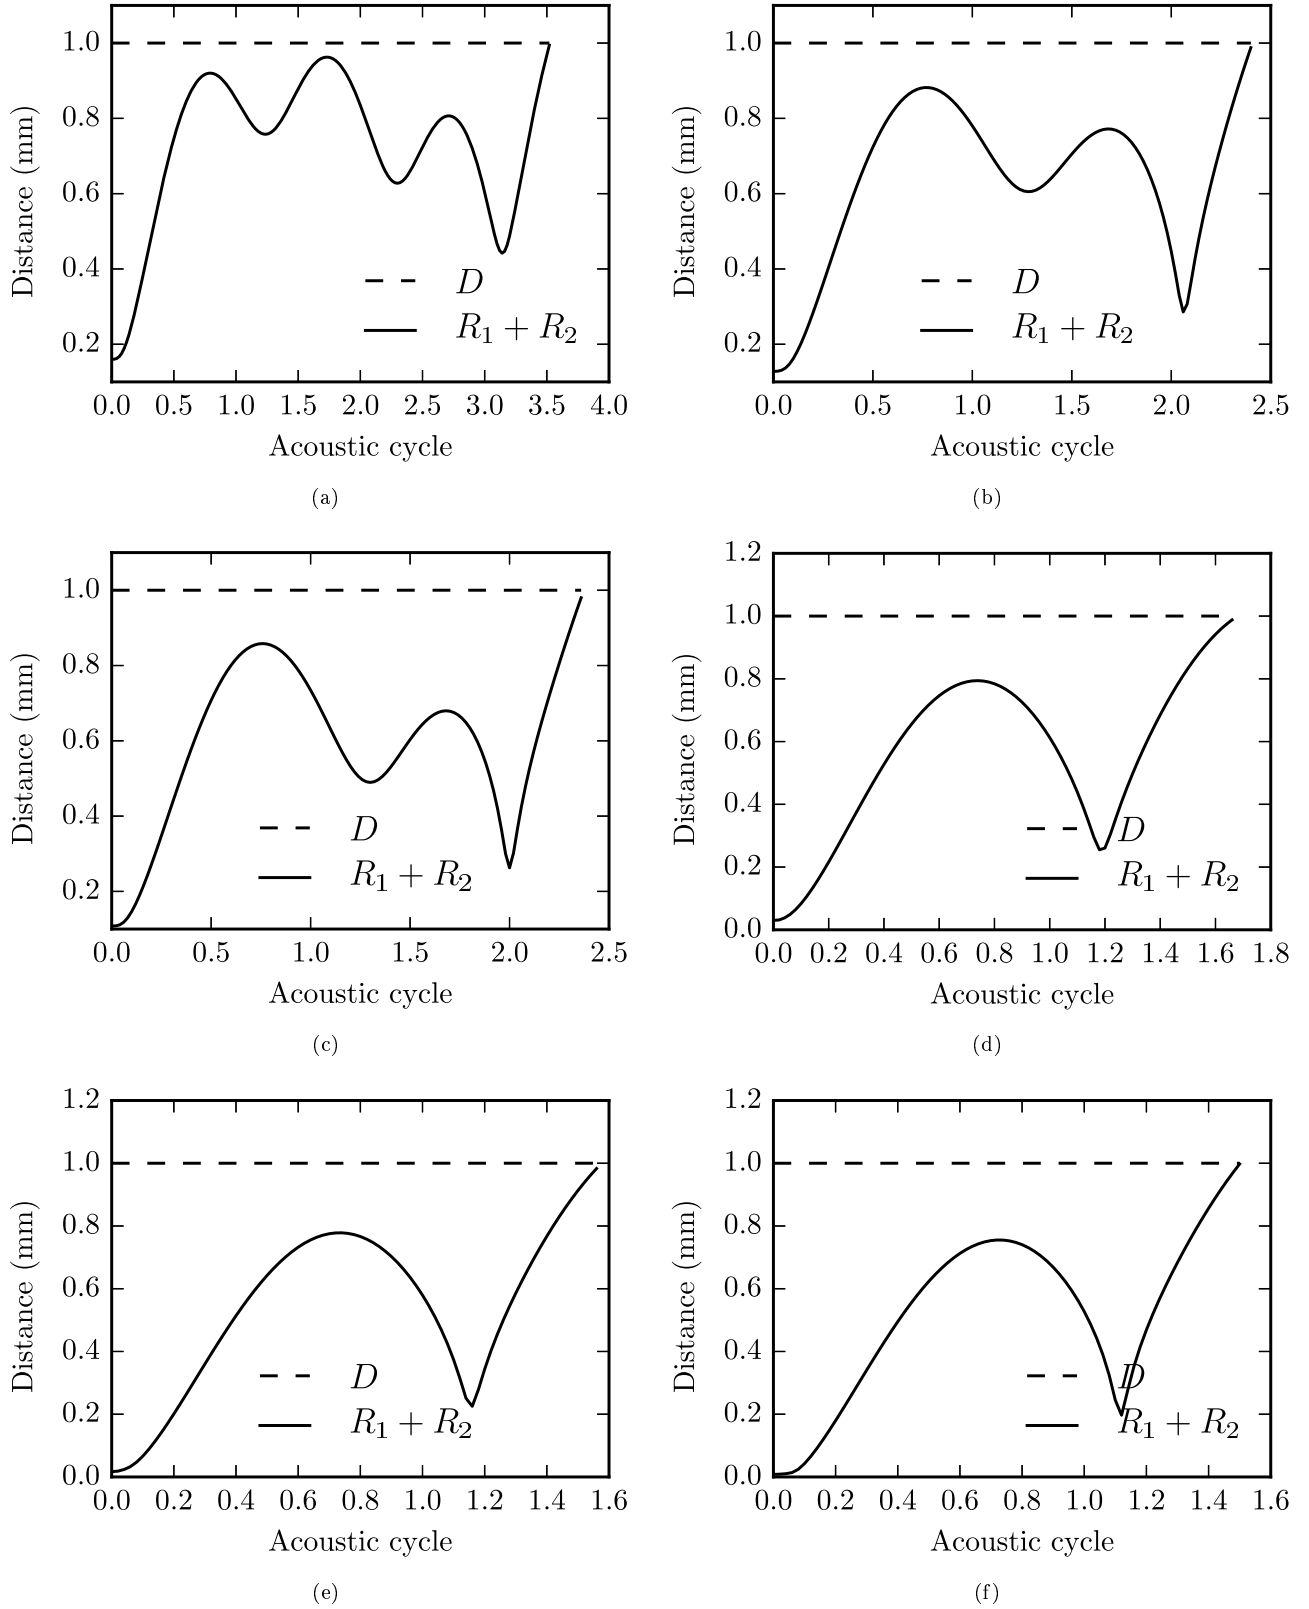 1.0
0.8
0.6
0.4
0.2
Distance (mm)
D
R₁ + R₂
0.0 0.5 1.0 1.5 2.0 2.5 3.0 3.5 4.0
Acoustic cycle
(a)
1.0
0.8
0.6
0.4
0.2
Distance (mm)
D
R₁ + R₂
0.0 0.5 1.0 1.5 2.0 2.5
Acoustic cycle
(b)
1.0
0.8
0.6
0.4
0.2
Distance (mm)
D
R₁ + R₂
0.0 0.5 1.0 1.5 2.0 2.5
Acoustic cycle
(c)
1.2
1.0
0.8
0.6
0.4
0.2
0.0
Distance (mm)
D
R₁ + R₂
0.0 0.2 0.4 0.6 0.8 1.0 1.2 1.4 1.6 1.8
Acoustic cycle
(d)
1.2
1.0
0.8
0.6
0.4
0.2
0.0
Distance (mm)
D
R₁ + R₂
0.0 0.2 0.4 0.6 0.8 1.0 1.2 1.4 1.6
Acoustic cycle
(e)
1.2
1.0
0.8
0.6
0.4
0.2
0.0
Distance (mm)
D
R₁ + R₂
0.0 0.2 0.4 0.6 0.8 1.0 1.2 1.4 1.6
Acoustic cycle
(f)